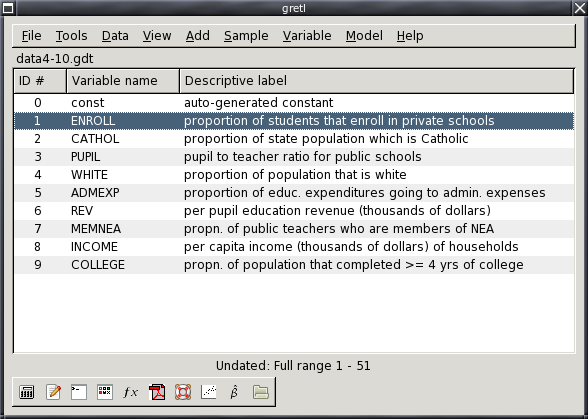 gretl
File Tools Data View Add Sample Variable Model Help
data4-10.gdt
ID # Variable name Descriptive label
0 const auto-generated constant
1 ENROLL proportion of students that enroll in private schools
2 CATHOL proportion of state population which is Catholic
3 PUPIL pupil to teacher ratio for public schools
4 WHITE proportion of population that is white
5 ADMEXP proportion of educ. expenditures going to admin. expenses
6 REV per pupil education revenue (thousands of dollars)
7 MEMNEA propn. of public teachers who are members of NEA
8 INCOME per capita income (thousands of dollars) of households
9 COLLEGE propn. of population that completed >= 4 yrs of college
Undated: Full range 1 - 51
fx β̂